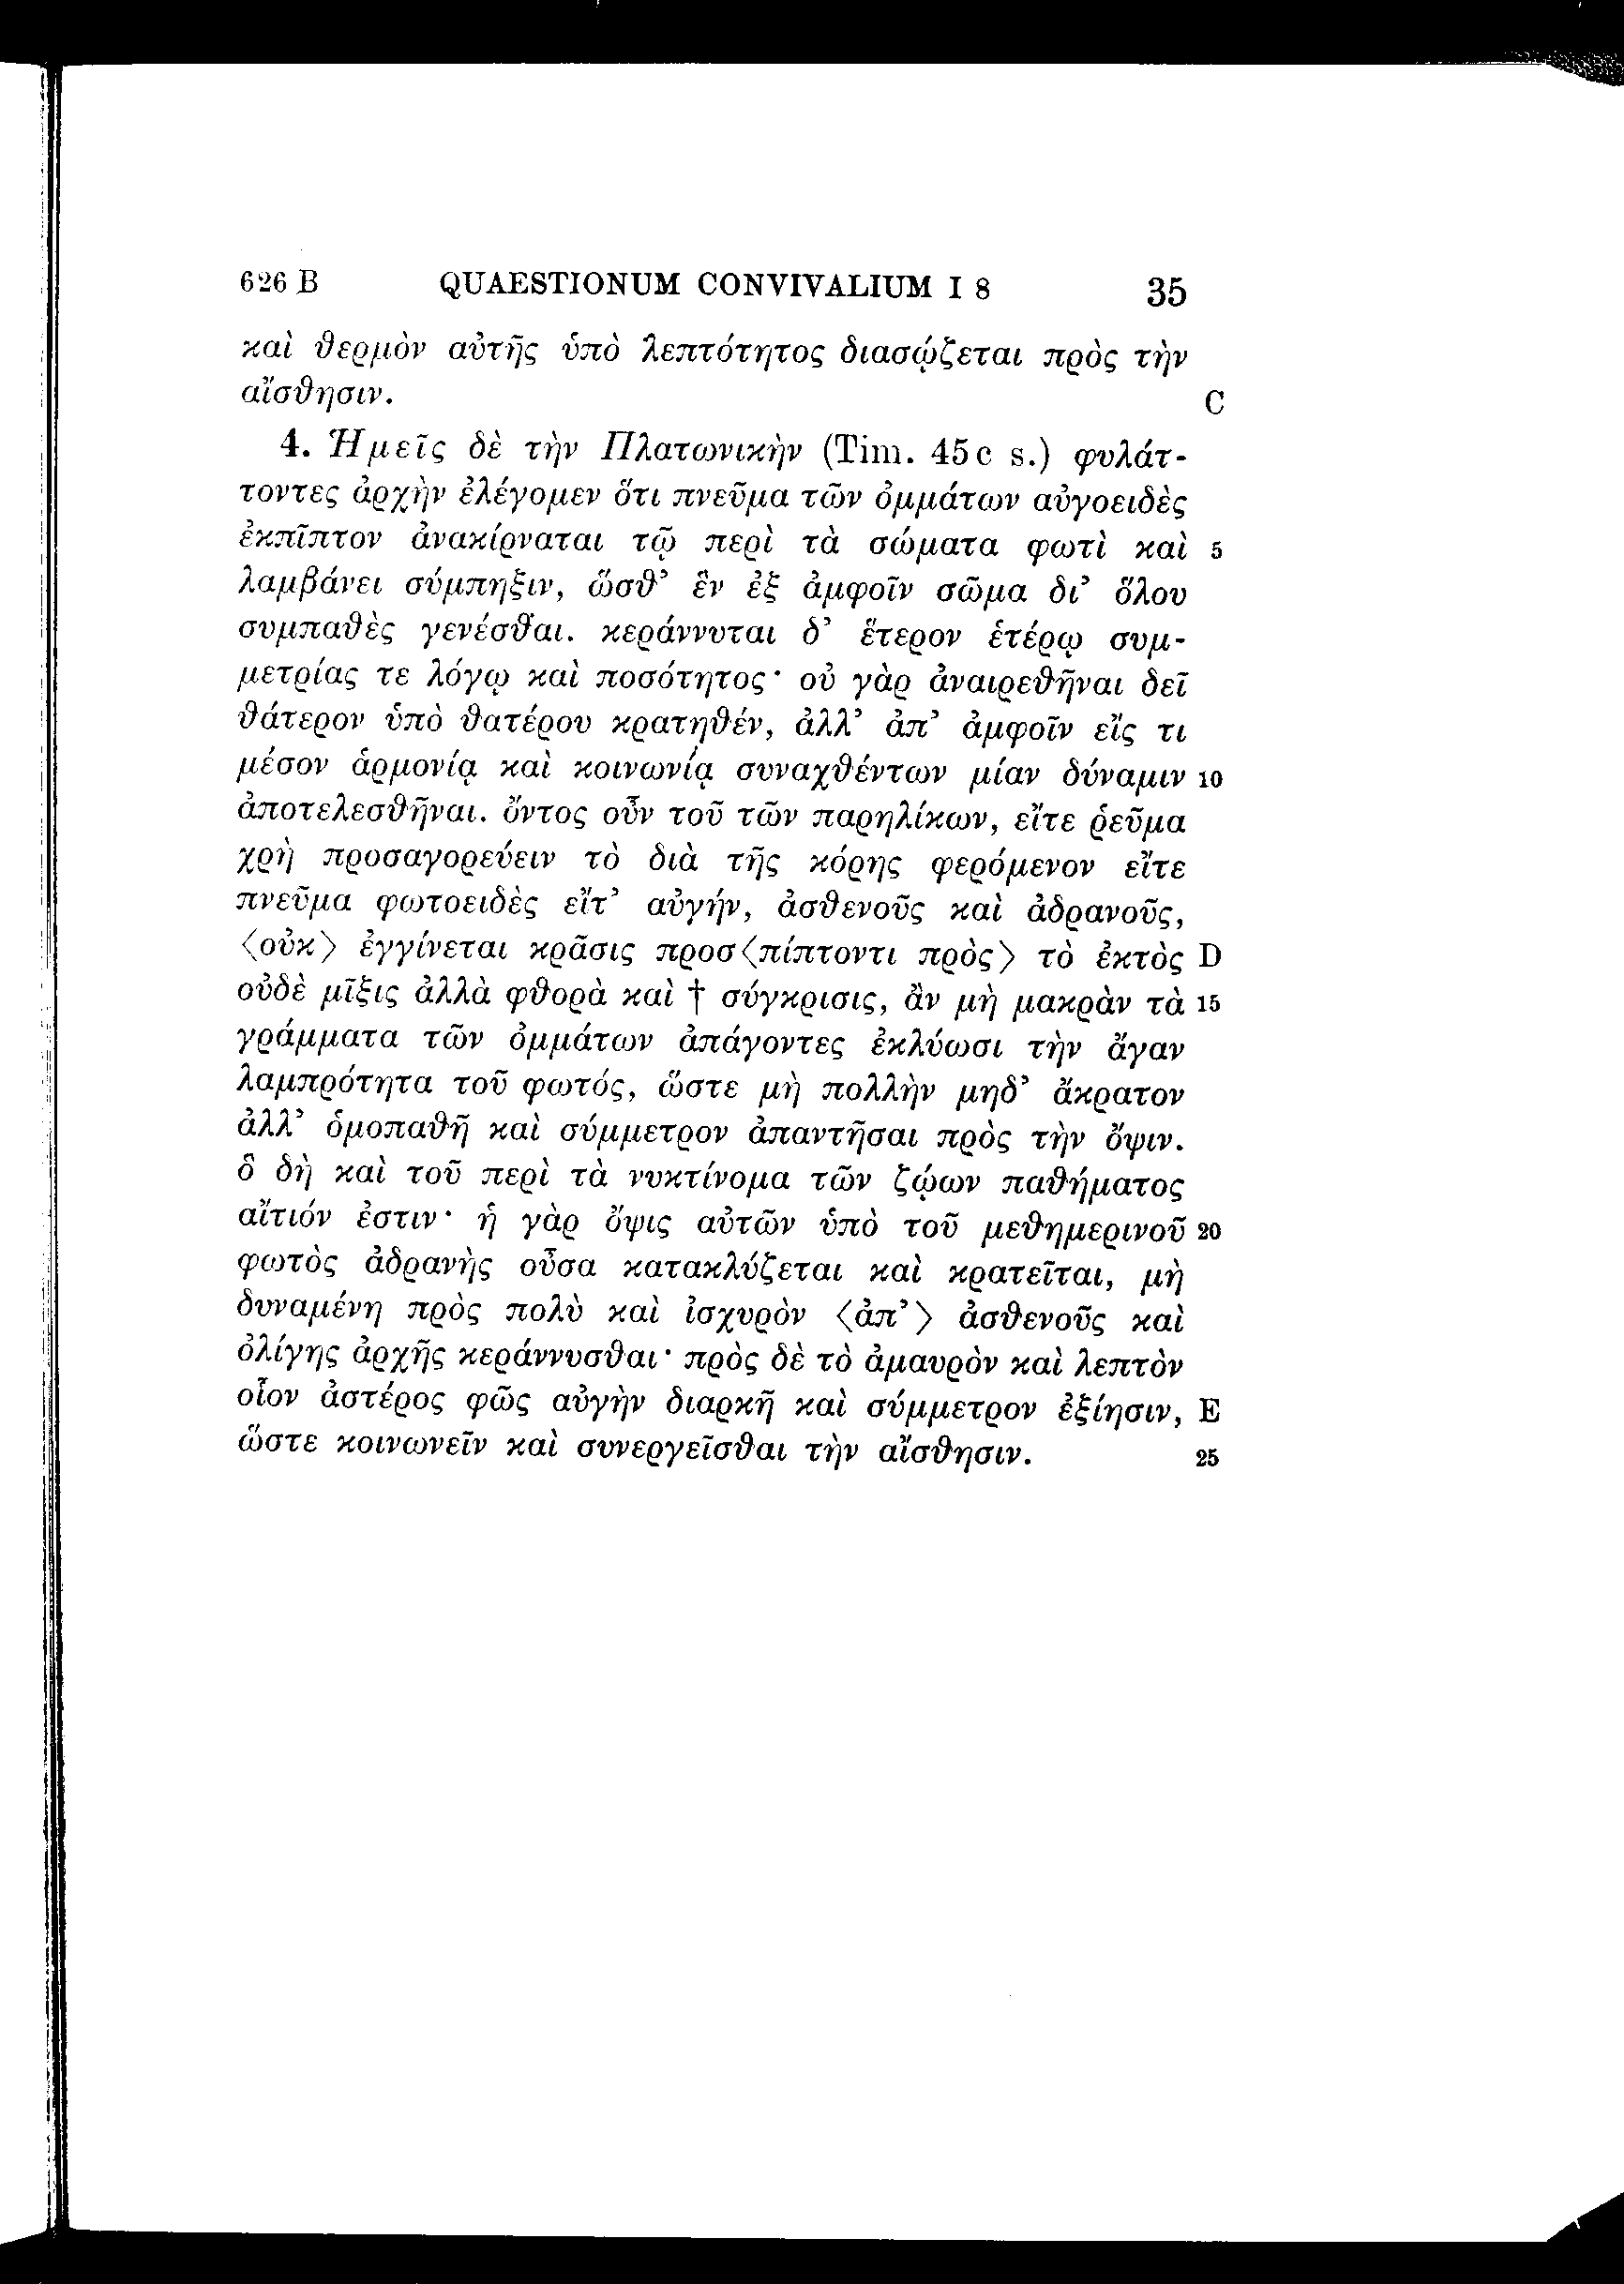 626 B QUAESTIONUM CONVIVALIUM I 8 35
καὶ θερμὸν αὐτῆς ὑπὸ λεπτότητος διασῴζεται πρὸς τὴν
αἴσθησιν. C
4. Ἡμεῖς δὲ τὴν Πλατωνικὴν (Tim. 45c s.) φυλάτ-
τοντες ἀρχὴν ἐλέγομεν ὅτι πνεῦμα τῶν ὀμμάτων αὐγοειδὲς
ἐκπῖπτον ἀνακίρναται τῷ περὶ τὰ σώματα φωτὶ καὶ 5
λαμβάνει σύμπηξιν, ὥσθ’ ἓν ἐξ ἀμφοῖν σῶμα δι’ ὅλου
συμπαθὲς γενέσθαι. κεράννυται δ’ ἕτερον ἑτέρῳ συμ-
μετρίας τε λόγῳ καὶ ποσότητος· οὐ γὰρ ἀναιρεθῆναι δεῖ
θάτερον ὑπὸ θατέρου κρατηθέν, ἀλλ’ ἀπ’ ἀμφοῖν εἴς τι
μέσον ἁρμονίᾳ καὶ κοινωνίᾳ συναχθέντων μίαν δύναμιν 10
ἀποτελεσθῆναι. ὄντος οὖν τοῦ τῶν παρηλίκων, εἴτε ῥεῦμα
χρὴ προσαγορεύειν τὸ διὰ τῆς κόρης φερόμενον εἴτε
πνεῦμα φωτοειδὲς εἴτ’ αὐγήν, ἀσθενοῦς καὶ ἀδρανοῦς,
〈οὐκ〉 ἐγγίνεται κρᾶσις προσ〈πίπτοντι πρὸς〉 τὸ ἐκτὸς D
οὐδὲ μῖξις ἀλλὰ φθορὰ καὶ † σύγκρισις, ἂν μὴ μακρὰν τὰ 15
γράμματα τῶν ὀμμάτων ἀπάγοντες ἐκλύωσι τὴν ἄγαν
λαμπρότητα τοῦ φωτός, ὥστε μὴ πολλὴν μηδ’ ἄκρατον
ἀλλ’ ὁμοπαθῆ καὶ σύμμετρον ἀπαντῆσαι πρὸς τὴν ὄψιν.
ὃ δὴ καὶ τοῦ περὶ τὰ νυκτίνομα τῶν ζῴων παθήματος
αἴτιόν ἐστιν· ἡ γὰρ ὄψις αὐτῶν ὑπὸ τοῦ μεθημερινοῦ 20
φωτὸς ἀδρανὴς οὖσα κατακλύζεται καὶ κρατεῖται, μὴ
δυναμένη πρὸς πολὺ καὶ ἰσχυρὸν 〈ἀπ’〉 ἀσθενοῦς καὶ
ὀλίγης ἀρχῆς κεράννυσθαι· πρὸς δὲ τὸ ἀμαυρὸν καὶ λεπτὸν
οἷον ἀστέρος φῶς αὐγὴν διαρκῆ καὶ σύμμετρον ἐξίησιν, E
ὥστε κοινωνεῖν καὶ συνεργεῖσθαι τὴν αἴσθησιν. 25